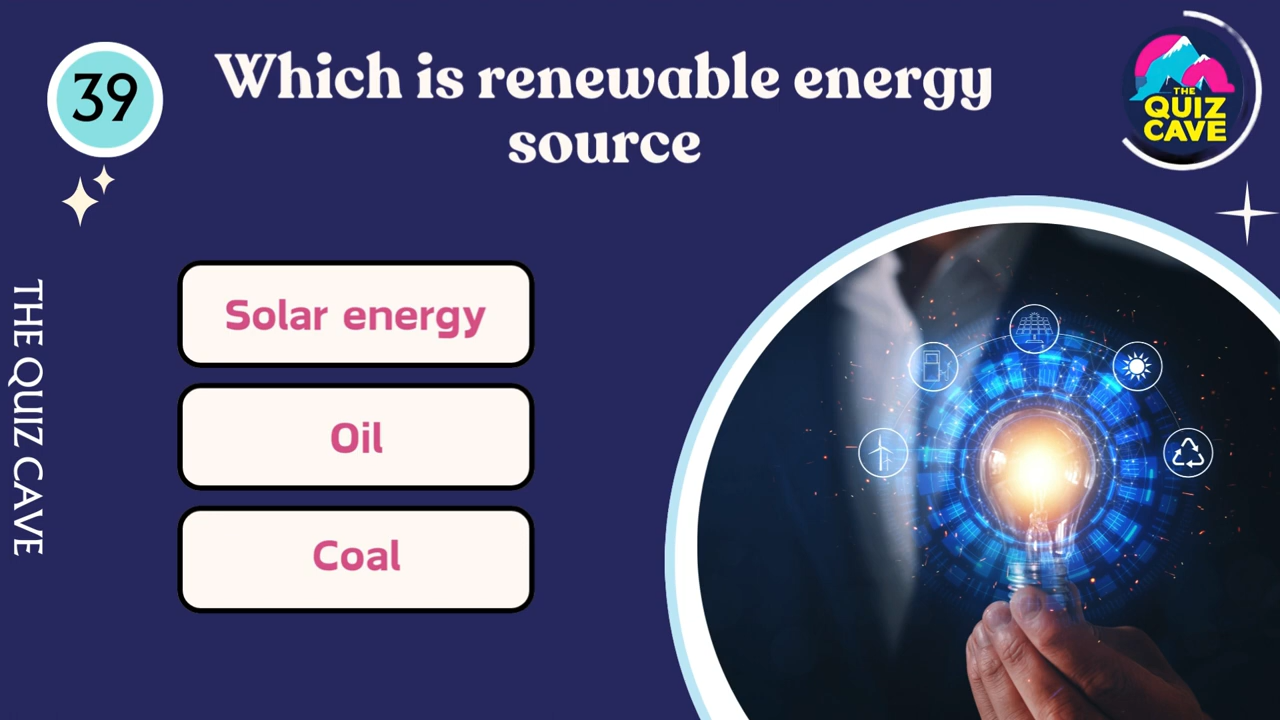 39
Which is renewable energy
source
THE
QUIZ
CAVE
Solar energy
Oil
Coal
THE QUIZ CAVE